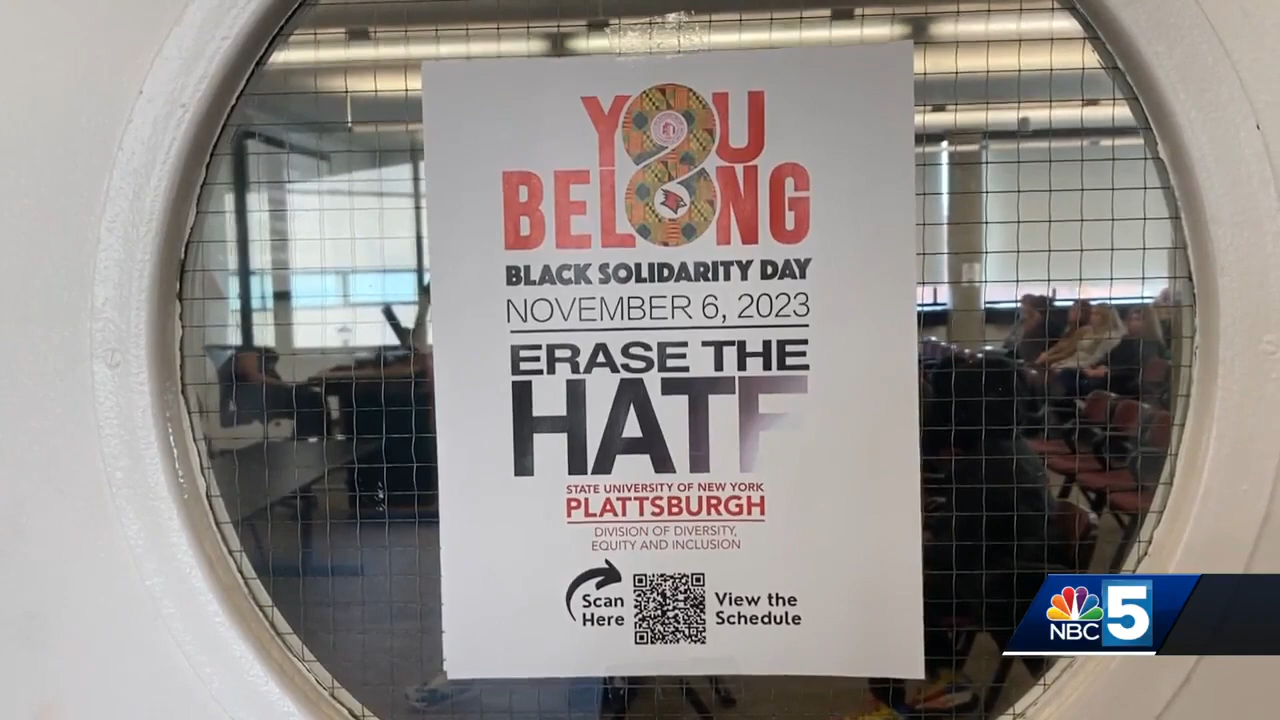 YOU
BELONG
BLACK SOLIDARITY DAY
NOVEMBER 6, 2023
ERASE THE
HATE
STATE UNIVERSITY OF NEW YORK
PLATTSBURGH
DIVISION OF DIVERSITY,
EQUITY AND INCLUSION
Scan
Here
View the
Schedule
NBC 5